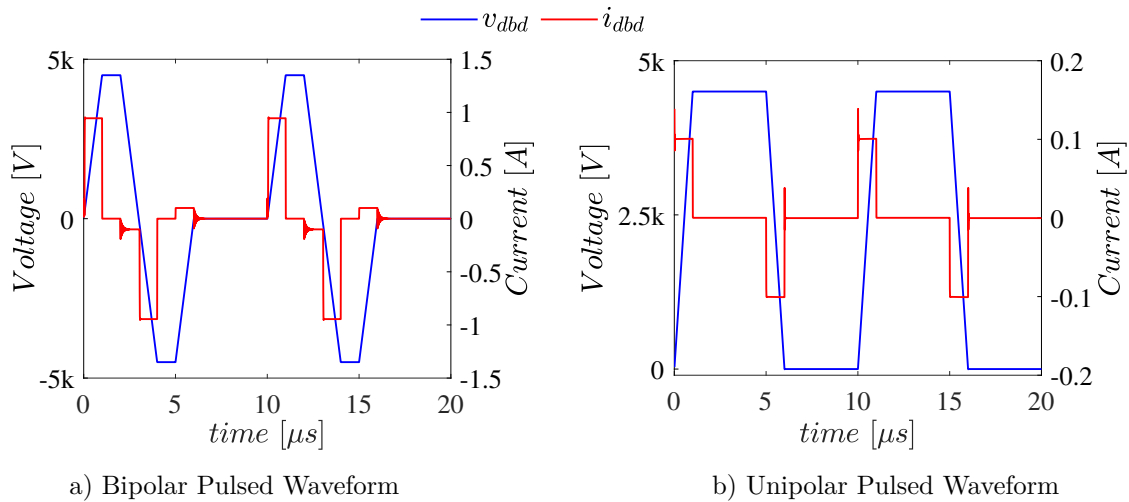 v_dbd i_dbd
5k
0
-5k
Voltage [V]
1.5
1
0.5
0
-0.5
-1
-1.5
Current [A]
0 5 10 15 20
time [μs]
a) Bipolar Pulsed Waveform
5k
2.5k
0
Voltage [V]
0.2
0.1
0
-0.1
-0.2
Current [A]
0 5 10 15 20
time [μs]
b) Unipolar Pulsed Waveform